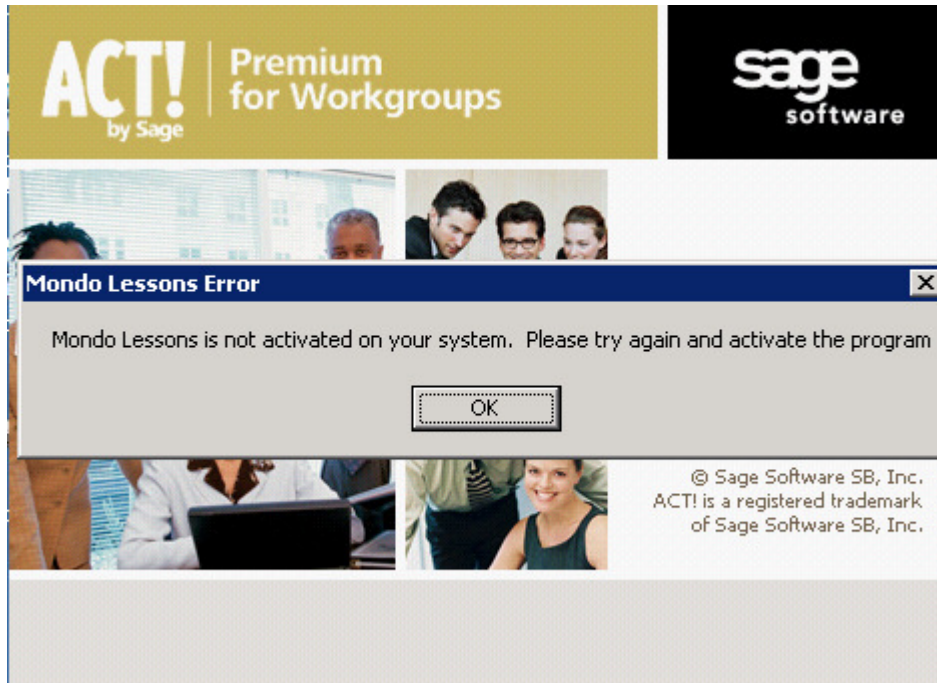 ACT!
by Sage
Premium
for Workgroups
sage
software
Mondo Lessons Error
Mondo Lessons is not activated on your system.  Please try again and activate the program
OK
© Sage Software SB, Inc.
ACT! is a registered trademark
of Sage Software SB, Inc.